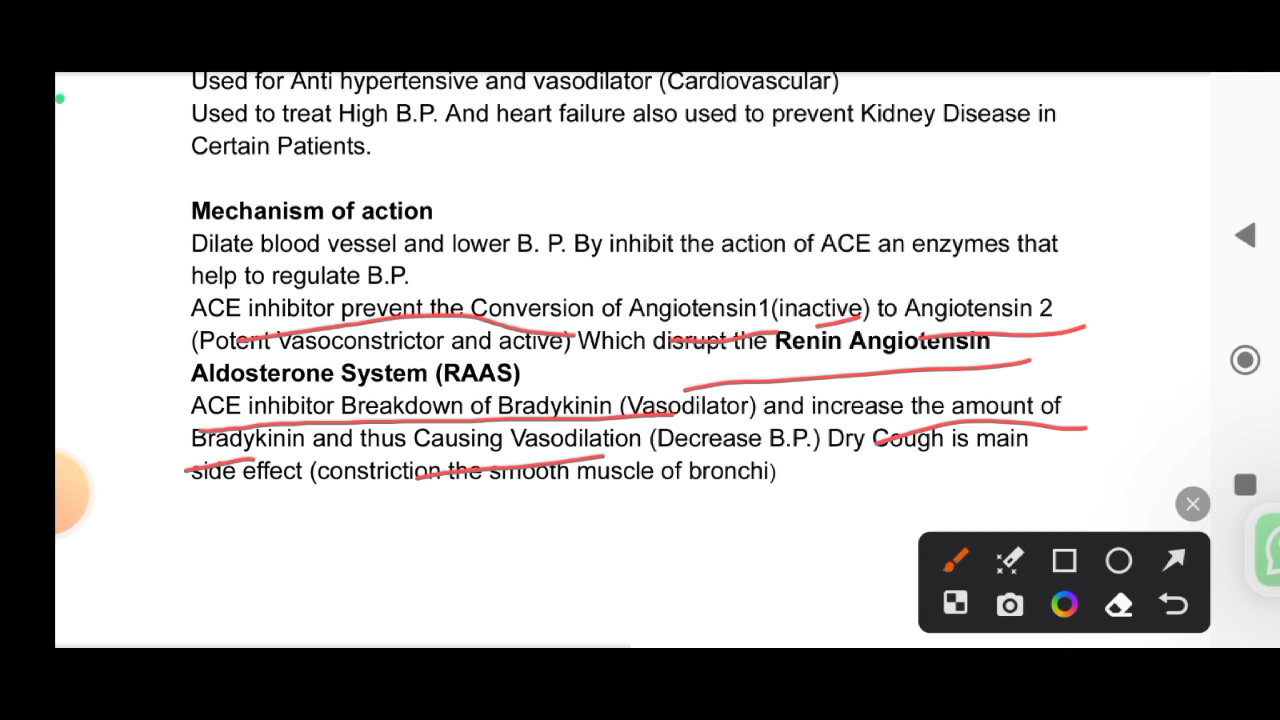 Used for Anti hypertensive and vasodilator (Cardiovascular)
Used to treat High B.P. And heart failure also used to prevent Kidney Disease in
Certain Patients.
Mechanism of action
Dilate blood vessel and lower B. P. By inhibit the action of ACE an enzymes that
help to regulate B.P.
ACE inhibitor prevent the Conversion of Angiotensin1(inactive) to Angiotensin 2
(Potent Vasoconstrictor and active) Which disrupt the Renin Angiotensin
Aldosterone System (RAAS)
ACE inhibitor Breakdown of Bradykinin (Vasodilator) and increase the amount of
Bradykinin and thus Causing Vasodilation (Decrease B.P.) Dry Cough is main
side effect (constriction the smooth muscle of bronchi)